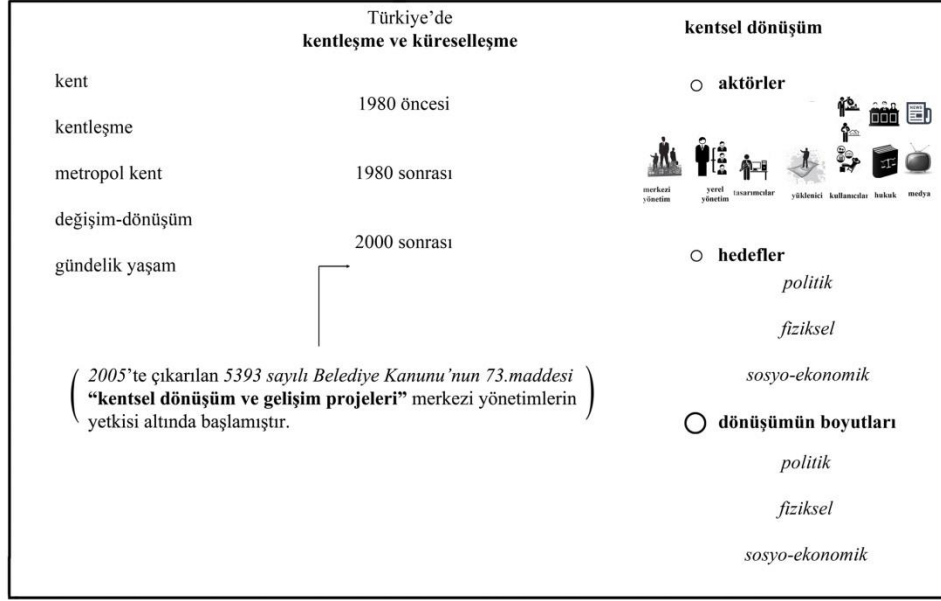 Türkiye’de
kentleşme ve küreselleşme
kentsel dönüşüm
kent
kentleşme
metropol kent
değişim-dönüşüm
gündelik yaşam
1980 öncesi
1980 sonrası
2000 sonrası
(2005’te çıkarılan 5393 sayılı Belediye Kanunu’nun 73.maddesi
“kentsel dönüşüm ve gelişim projeleri” merkezi yönetimlerin
yetkisi altında başlamıştır.)
aktörler
NEWS
merkezi
yönetim
yerel
yönetim
tasarımcılar
yüklenici
kullanıcılar
hukuk
medya
hedefler
politik
fiziksel
sosyo-ekonomik
dönüşümün boyutları
politik
fiziksel
sosyo-ekonomik